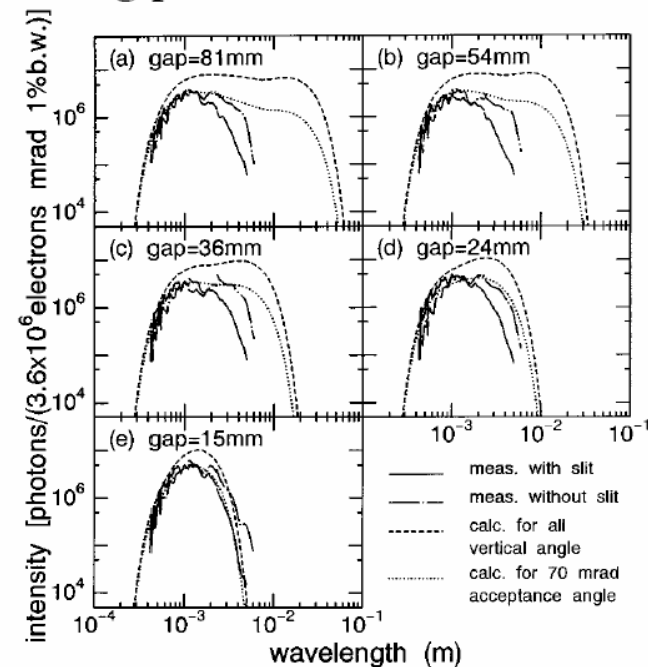 intensity [photons/(3.6x10⁶electrons mrad 1%b.w.)]
(a) gap=81mm
(b) gap=54mm
10⁶
10⁴
(c) gap=36mm
(d) gap=24mm
10⁶
10⁴
10⁻³ 10⁻² 10⁻¹
(e) gap=15mm
10⁶
10⁴
10⁻⁴ 10⁻³ 10⁻² 10⁻¹
wavelength (m)
meas. with slit
meas. without slit
calc. for all
vertical angle
calc. for 70 mrad
acceptance angle